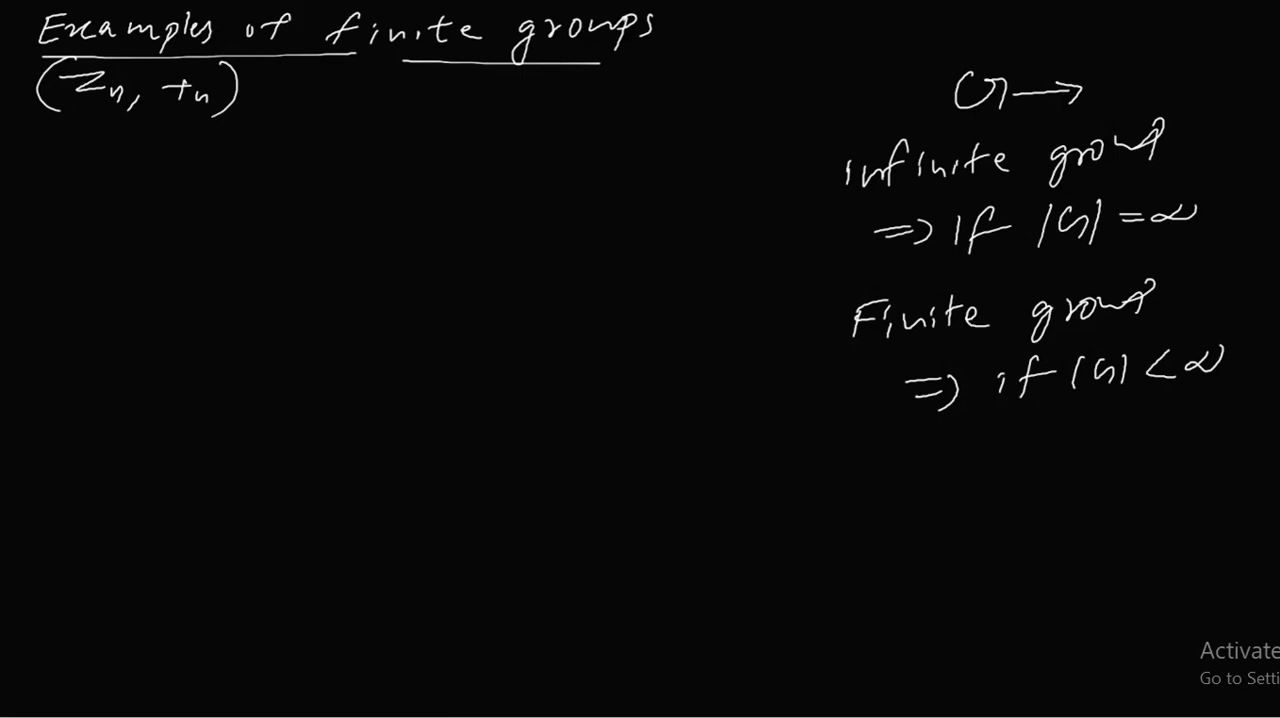 Examples of finite groups
(Zn, +n)
G →
infinite group
⇒ if |G| = ∞
Finite group
⇒ if |G| < ∞
Activate
Go to Setti